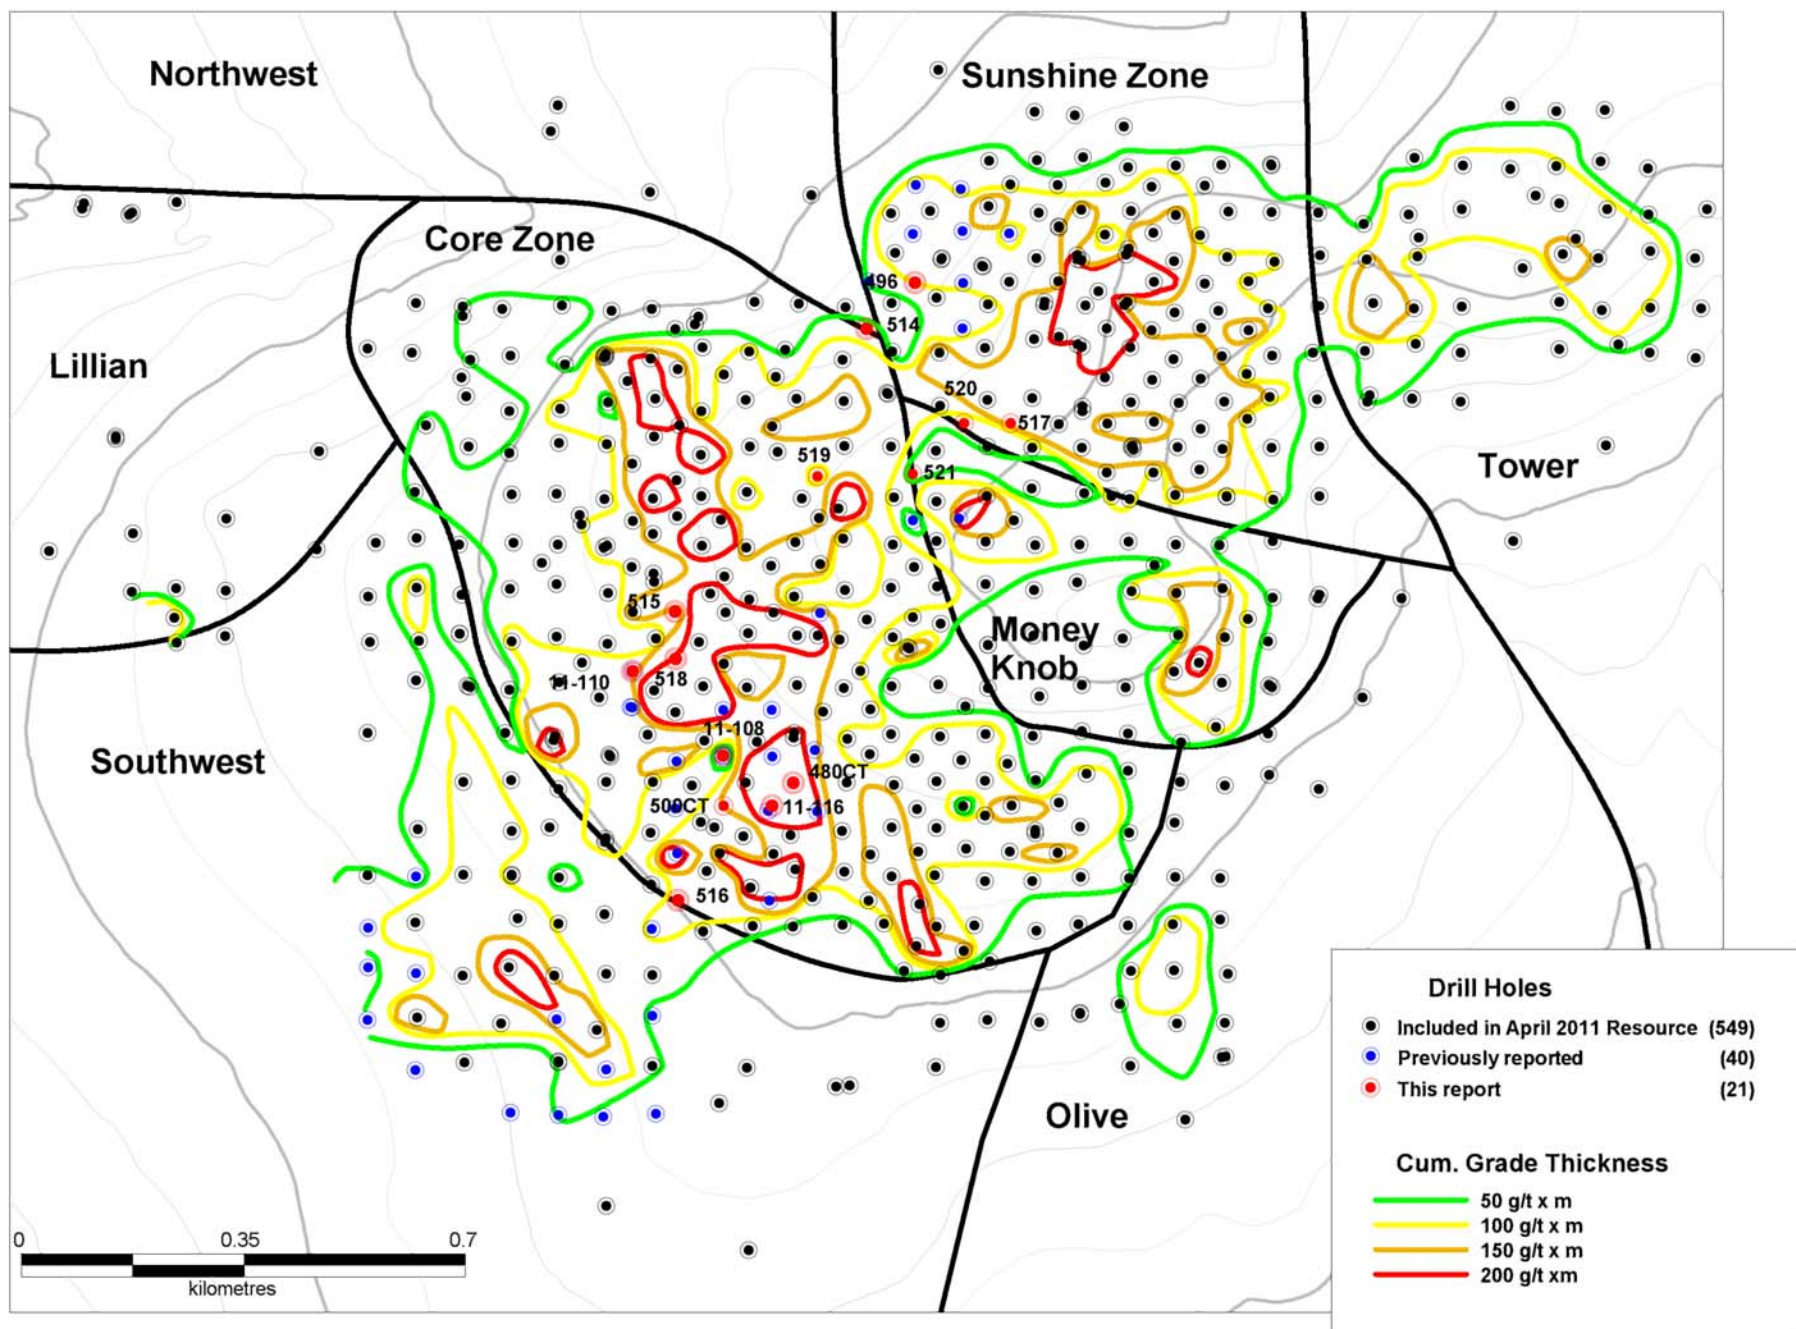 Northwest
Sunshine Zone
Core Zone
496
514
Lillian
520
517
519
521
Tower
515
Money
Knob
11-110
518
11-108
Southwest
480CT
500CT
11-116
516
Drill Holes
Included in April 2011 Resource (549)
Previously reported (40)
This report (21)
Olive
Cum. Grade Thickness
50 g/t x m
100 g/t x m
150 g/t x m
200 g/t xm
0 0.35 0.7
kilometres